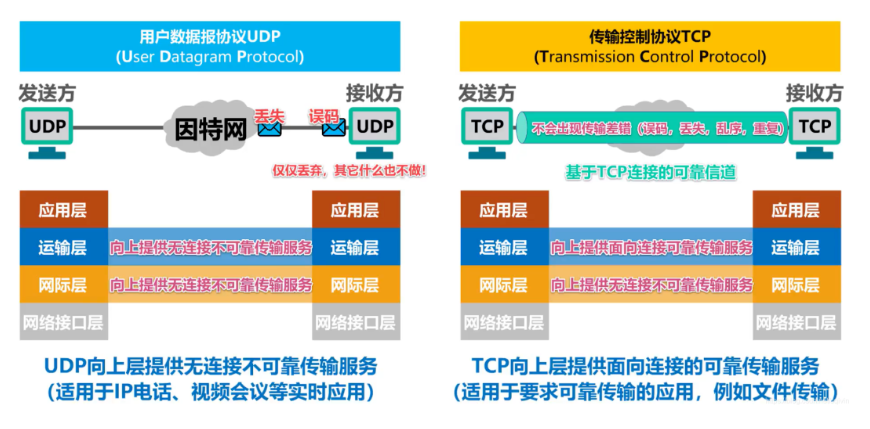 用户数据报协议UDP
(User Datagram Protocol)
发送方
接收方
UDP
因特网
丢失
误码
UDP
仅仅丢弃，其它什么也不做！
应用层
应用层
运输层
向上提供无连接不可靠传输服务
运输层
网际层
向上提供无连接不可靠传输服务
网际层
网络接口层
网络接口层
UDP向上层提供无连接不可靠传输服务
（适用于IP电话、视频会议等实时应用）
传输控制协议TCP
(Transmission Control Protocol)
发送方
接收方
TCP
不会出现传输差错（误码，丢失，乱序，重复）
TCP
基于TCP连接的可靠信道
应用层
应用层
运输层
向上提供面向连接可靠传输服务
运输层
网际层
向上提供无连接不可靠传输服务
网际层
网络接口层
网络接口层
TCP向上层提供面向连接的可靠传输服务
（适用于要求可靠传输的应用，例如文件传输）